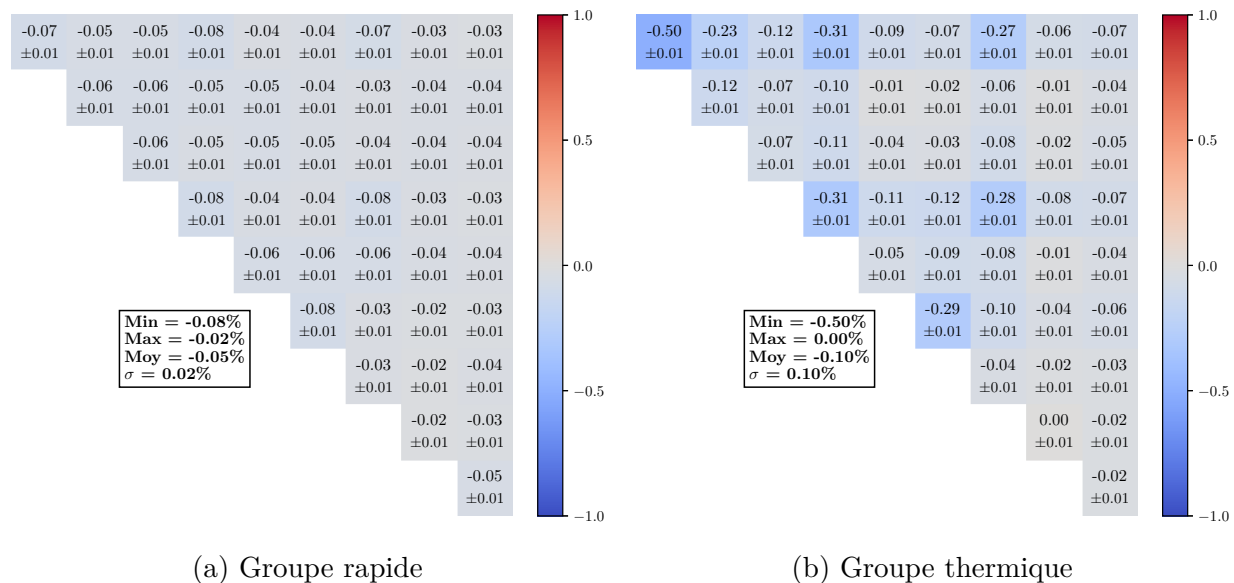 -0.07 -0.05 -0.05 -0.08 -0.04 -0.04 -0.07 -0.03 -0.03
±0.01 ±0.01 ±0.01 ±0.01 ±0.01 ±0.01 ±0.01 ±0.01 ±0.01
-0.06 -0.06 -0.05 -0.05 -0.04 -0.03 -0.04 -0.04
±0.01 ±0.01 ±0.01 ±0.01 ±0.01 ±0.01 ±0.01 ±0.01
-0.06 -0.05 -0.05 -0.05 -0.04 -0.04 -0.04
±0.01 ±0.01 ±0.01 ±0.01 ±0.01 ±0.01 ±0.01
-0.08 -0.04 -0.04 -0.08 -0.03 -0.03
±0.01 ±0.01 ±0.01 ±0.01 ±0.01 ±0.01
-0.06 -0.06 -0.06 -0.04 -0.04
±0.01 ±0.01 ±0.01 ±0.01 ±0.01
-0.08 -0.03 -0.02 -0.03
±0.01 ±0.01 ±0.01 ±0.01
-0.03 -0.02 -0.04
±0.01 ±0.01 ±0.01
-0.02 -0.03
±0.01 ±0.01
-0.05
±0.01
Min = -0.08%
Max = -0.02%
Moy = -0.05%
σ = 0.02%
1.0
0.5
0.0
−0.5
−1.0
(a) Groupe rapide
-0.50 -0.23 -0.12 -0.31 -0.09 -0.07 -0.27 -0.06 -0.07
±0.01 ±0.01 ±0.01 ±0.01 ±0.01 ±0.01 ±0.01 ±0.01 ±0.01
-0.12 -0.07 -0.10 -0.01 -0.02 -0.06 -0.01 -0.04
±0.01 ±0.01 ±0.01 ±0.01 ±0.01 ±0.01 ±0.01 ±0.01
-0.07 -0.11 -0.04 -0.03 -0.08 -0.02 -0.05
±0.01 ±0.01 ±0.01 ±0.01 ±0.01 ±0.01 ±0.01
-0.31 -0.11 -0.12 -0.28 -0.08 -0.07
±0.01 ±0.01 ±0.01 ±0.01 ±0.01 ±0.01
-0.05 -0.09 -0.08 -0.01 -0.04
±0.01 ±0.01 ±0.01 ±0.01 ±0.01
-0.29 -0.10 -0.04 -0.06
±0.01 ±0.01 ±0.01 ±0.01
-0.04 -0.02 -0.03
±0.01 ±0.01 ±0.01
0.00 -0.02
±0.01 ±0.01
-0.02
±0.01
Min = -0.50%
Max = 0.00%
Moy = -0.10%
σ = 0.10%
1.0
0.5
0.0
−0.5
−1.0
(b) Groupe thermique